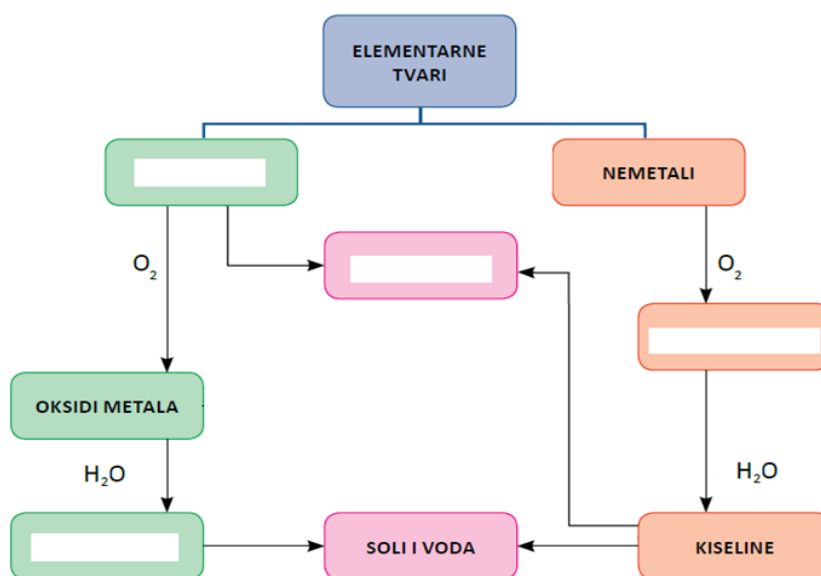 ELEMENTARNE
TVARI
NEMETALI
O₂
O₂
OKSIDI METALA
H₂O
H₂O
SOLI I VODA
KISELINE